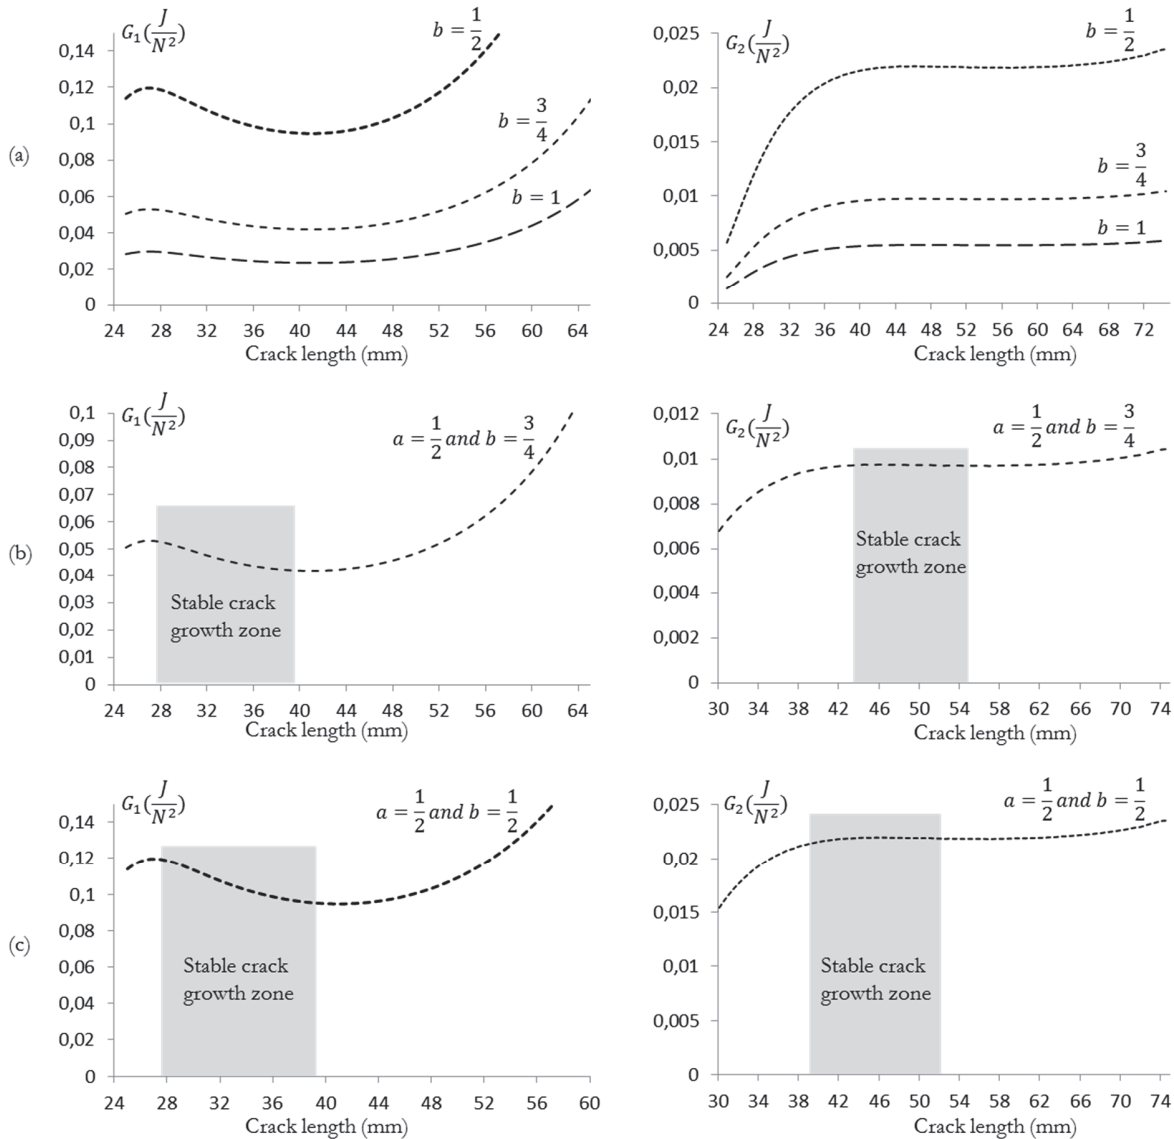 (a)
G₁(J/N²)
0,14
0,12
0,1
0,08
0,06
0,04
0,02
0
b = 1/2
b = 3/4
b = 1
24 28 32 36 40 44 48 52 56 60 64
Crack length (mm)
G₂(J/N²)
0,025
0,02
0,015
0,01
0,005
0
b = 1/2
b = 3/4
b = 1
24 28 32 36 40 44 48 52 56 60 64 68 72
Crack length (mm)
(b)
G₁(J/N²)
0,1
0,09
0,08
0,07
0,06
0,05
0,04
0,03
0,02
0,01
0
a = 1/2 and b = 3/4
Stable crack
growth zone
24 28 32 36 40 44 48 52 56 60 64
Crack length (mm)
G₂(J/N²)
0,012
0,01
0,008
0,006
0,004
0,002
0
a = 1/2 and b = 3/4
Stable crack
growth zone
30 34 38 42 46 50 54 58 62 66 70 74
Crack length (mm)
(c)
G₁(J/N²)
0,14
0,12
0,1
0,08
0,06
0,04
0,02
0
a = 1/2 and b = 1/2
Stable crack
growth zone
24 28 32 36 40 44 48 52 56 60
Crack length (mm)
G₂(J/N²)
0,025
0,02
0,015
0,01
0,005
0
a = 1/2 and b = 1/2
Stable crack
growth zone
30 34 38 42 46 50 54 58 62 66 70 74
Crack length (mm)